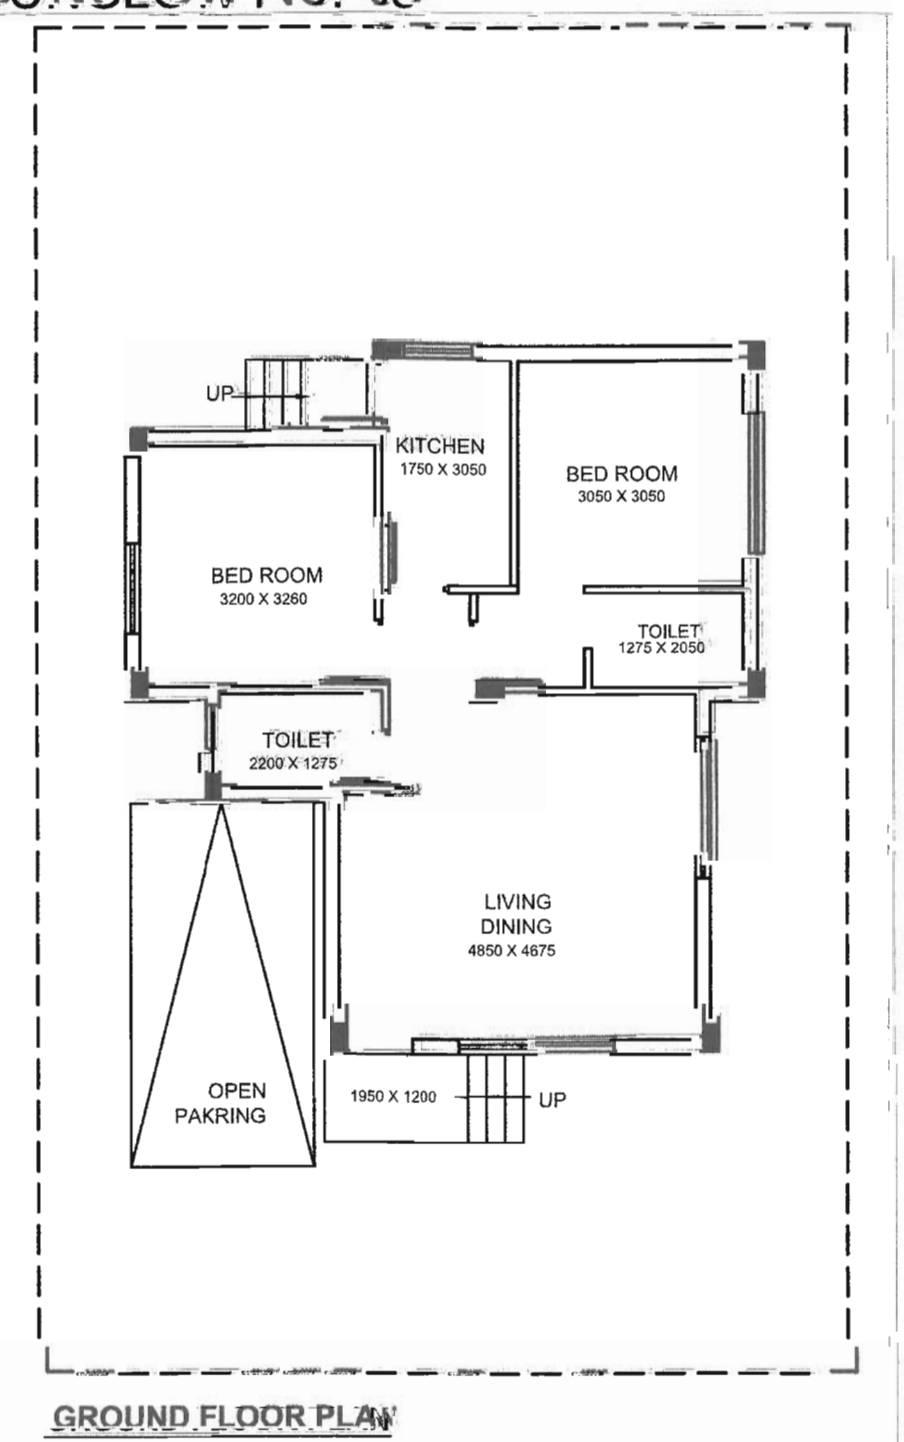 UP
KITCHEN
1750 X 3050
BED ROOM
3050 X 3050
BED ROOM
3200 X 3260
TOILET
1275 X 2050
TOILET
2200 X 1275
LIVING
DINING
4850 X 4675
OPEN
PAKRING
1950 X 1200
UP
GROUND FLOOR PLAN